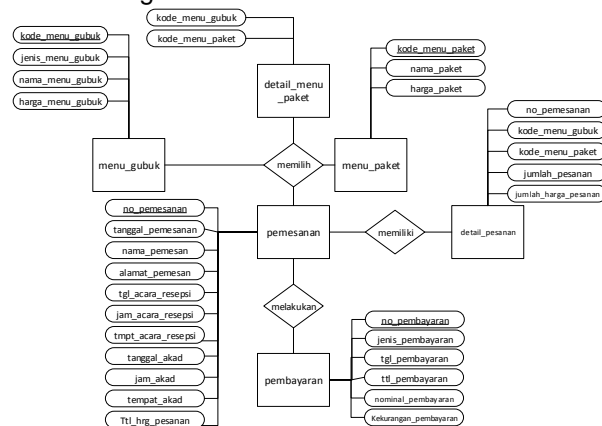 kode_menu_gubuk
kode_menu_paket
kode_menu_gubuk
jenis_menu_gubuk
nama_menu_gubuk
harga_menu_gubuk
kode_menu_paket
nama_paket
harga_paket
detail_menu
_paket
menu_gubuk
memilih
menu_paket
no_pemesanan
kode_menu_gubuk
kode_menu_paket
jumlah_pesanan
jumlah_harga_pesanan
no_pemesanan
tanggal_pemesanan
nama_pemesan
alamat_pemesan
tgl_acara_resepsi
jam_acara_resepsi
tmpt_acara_resepsi
tanggal_akad
jam_akad
tempat_akad
Ttl_hrg_pesanan
pemesanan
memiliki
detail_pesanan
melakukan
pembayaran
no_pembayaran
jenis_pembayaran
tgl_pembayaran
ttl_pembayaran
nominal_pembayaran
Kekurangan_pembayaran